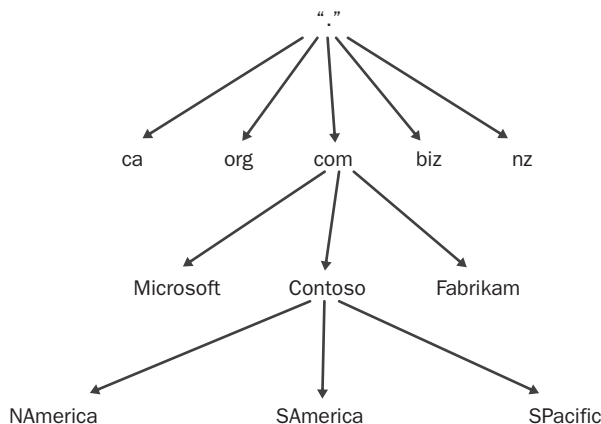 “.”
ca org com biz nz
Microsoft Contoso Fabrikam
NAmerica SAmerica SPacific